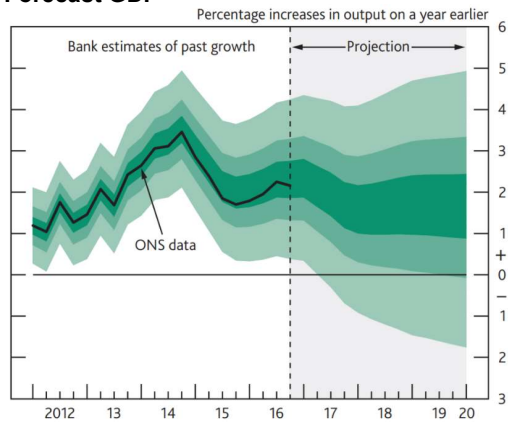 Forecast GDP
Percentage increases in output on a year earlier
Bank estimates of past growth
Projection
ONS data
6
5
4
3
2
1
+
0
–
1
2
3
2012 13 14 15 16 17 18 19 20